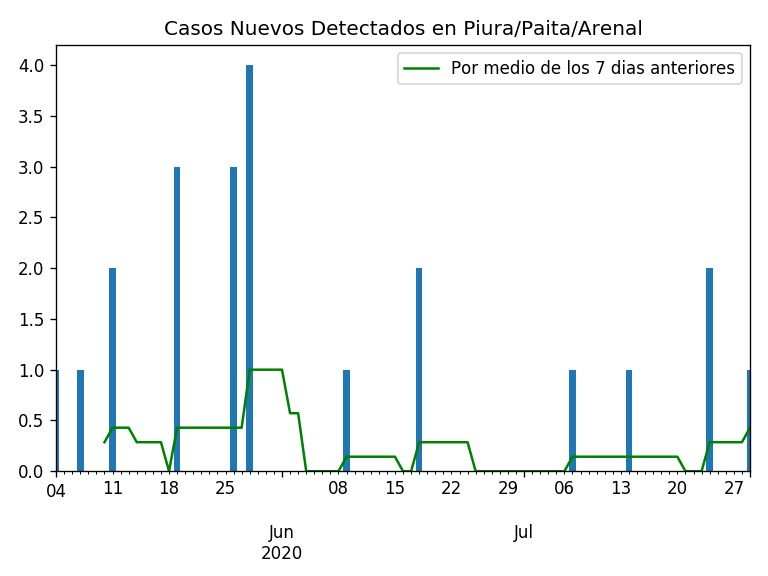 Casos Nuevos Detectados en Piura/Paita/Arenal
Por medio de los 7 dias anteriores
4.0
3.5
3.0
2.5
2.0
1.5
1.0
0.5
0.0
04 11 18 25 08 15 22 29 06 13 20 27
Jun Jul
2020